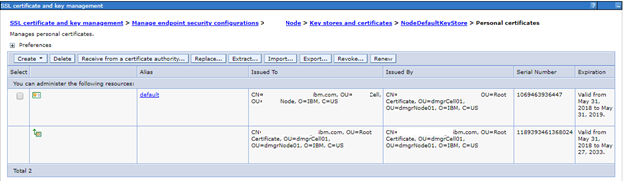 SSL certificate and key management
SSL certificate and key management > Manage endpoint security configurations > Node > Key stores and certificates > NodeDefaultKeyStore > Personal certificates
Manages personal certificates.
Preferences
Create Delete Receive from a certificate authority... Replace... Extract... Import... Export... Revoke... Renew
Select Alias Issued To Issued By Serial Number Expiration
You can administer the following resources:
default
CN= ibm.com, OU= Cell,
OU= Node, O=IBM, C=US
CN= OU=Root
Certificate, OU=dmgrCell01,
OU=dmgrNode01, O=IBM, C=US
1069463936447
Valid from
May 31,
2018 to May
31, 2019.
CN= ibm.com, OU=Root
Certificate, OU=dmgrCell01,
OU=dmgrNode01, O=IBM, C=US
CN= ibm.com, OU=Root
Certificate, OU=dmgrCell01,
OU=dmgrNode01, O=IBM, C=US
1189393461368024
Valid from
May 31,
2018 to May
27, 2033.
Total 2